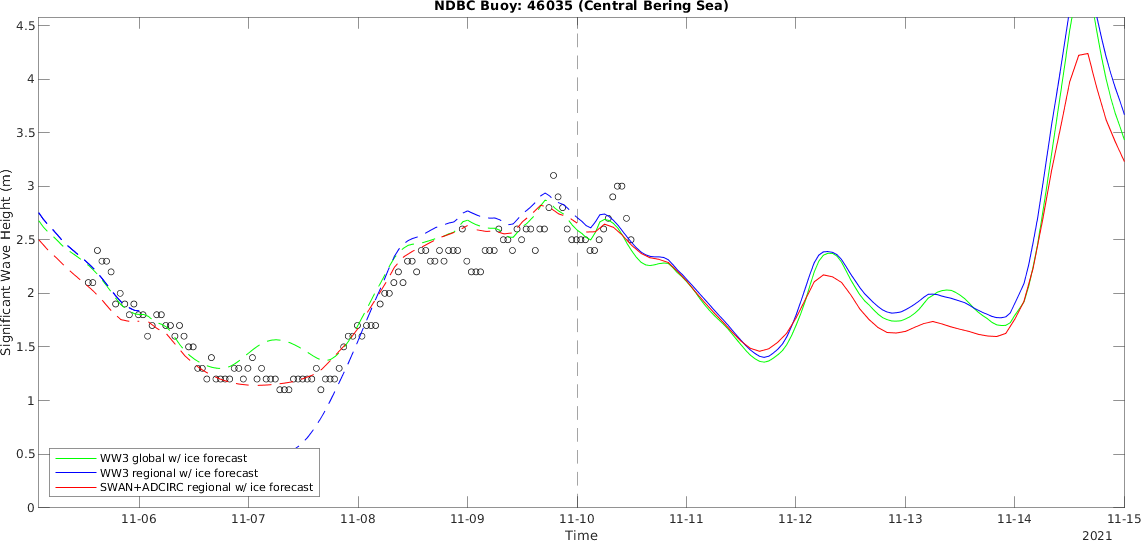 NDBC Buoy: 46035 (Central Bering Sea)
4.5
4
3.5
3
2.5
2
1.5
1
0.5
0
Significant Wave Height (m)
WW3 global w/ ice forecast
WW3 regional w/ ice forecast
SWAN+ADCIRC regional w/ ice forecast
11-06 11-07 11-08 11-09 11-10 11-11 11-12 11-13 11-14 11-15
Time
2021